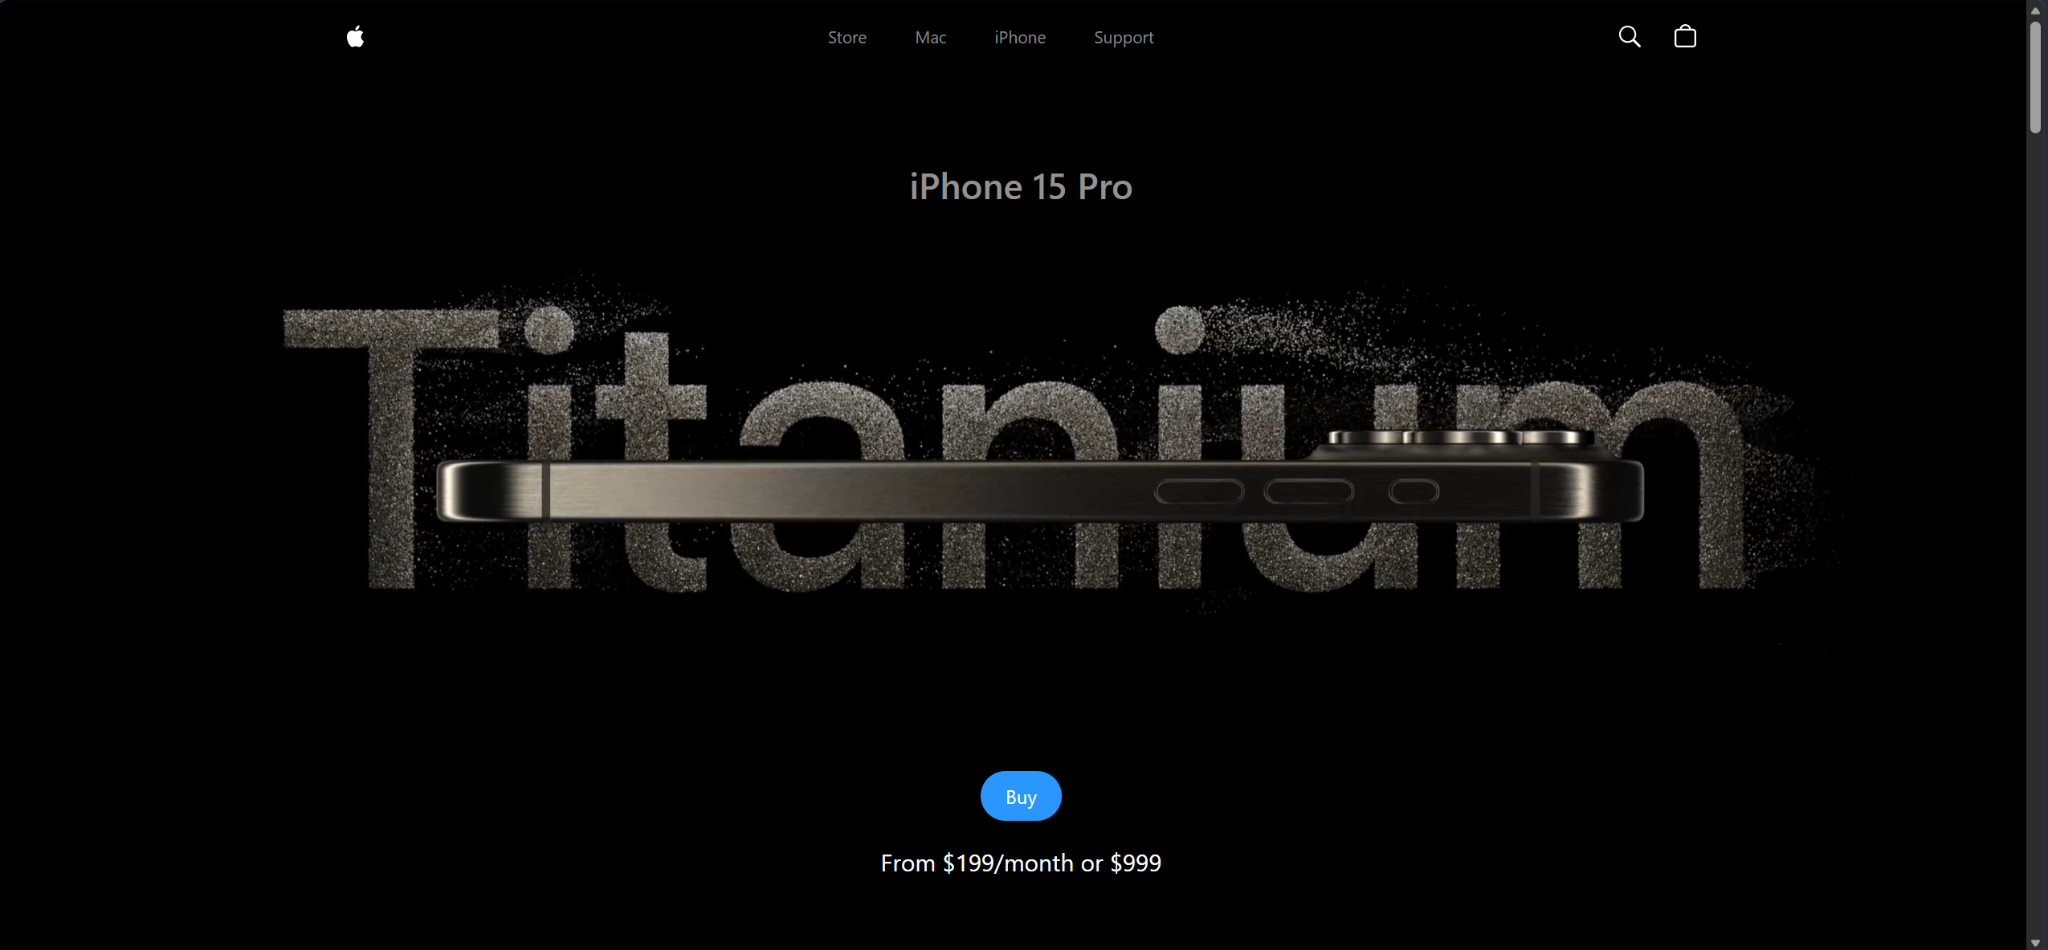 Store Mac iPhone Support
iPhone 15 Pro
Titanium
Buy
From $199/month or $999